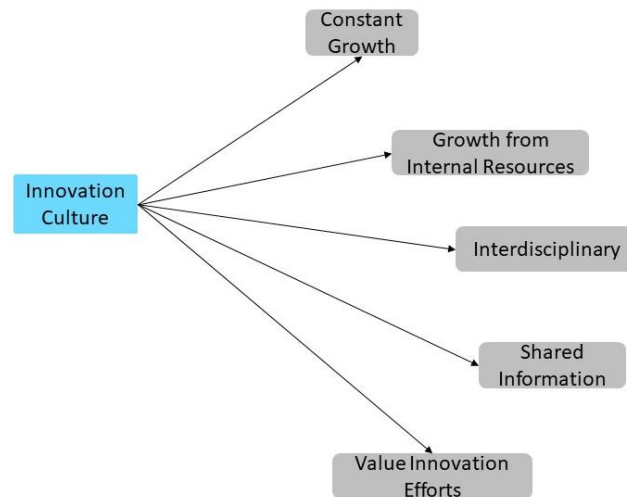 Constant
Growth
Growth from
Internal Resources
Innovation
Culture
Interdisciplinary
Shared
Information
Value Innovation
Efforts